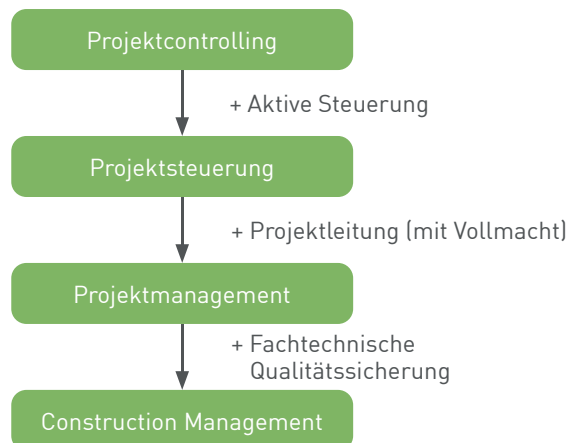 Projektcontrolling
+ Aktive Steuerung
Projektsteuerung
+ Projektleitung (mit Vollmacht)
Projektmanagement
+ Fachtechnische
Qualitätssicherung
Construction Management